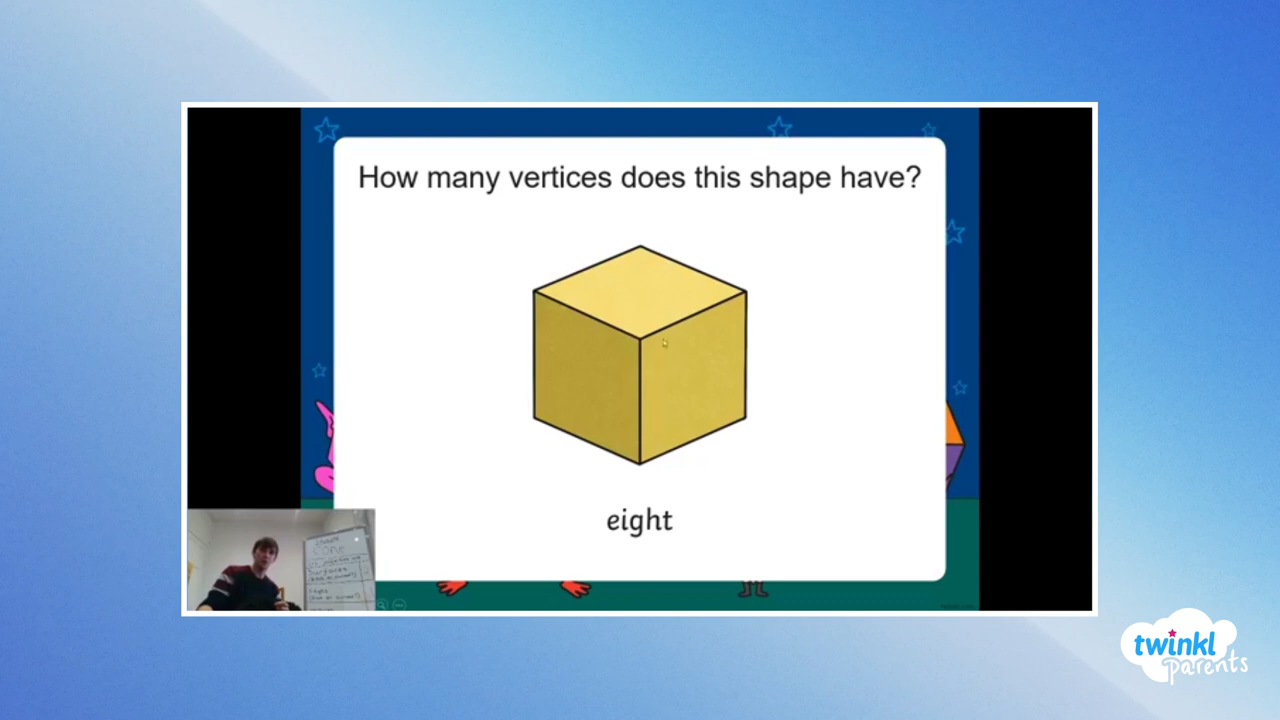 How many vertices does this shape have?
eight
twinkl
parents